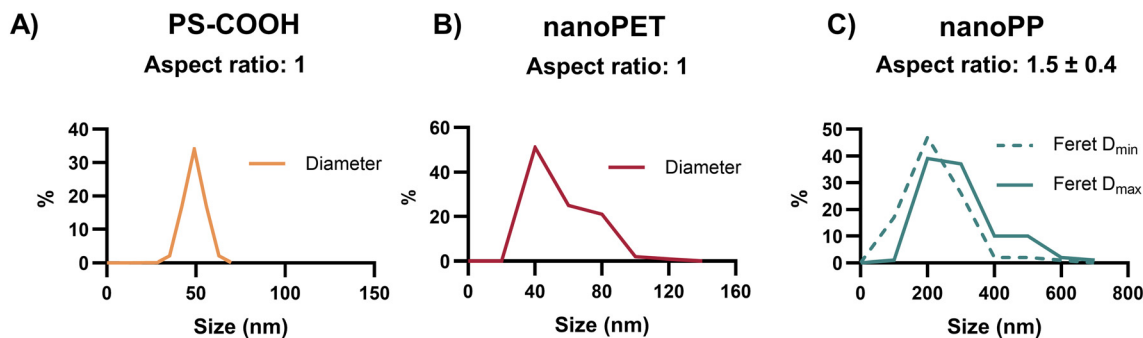 A)
PS-COOH
Aspect ratio: 1
40
30
20
10
0
%
Diameter
0
50
100
150
Size (nm)
B)
nanoPET
Aspect ratio: 1
60
40
20
0
%
Diameter
0
40
80
120
160
Size (nm)
C)
nanoPP
Aspect ratio: 1.5 ± 0.4
50
40
30
20
10
0
%
Feret Dmin
Feret Dmax
0
200
400
600
800
Size (nm)